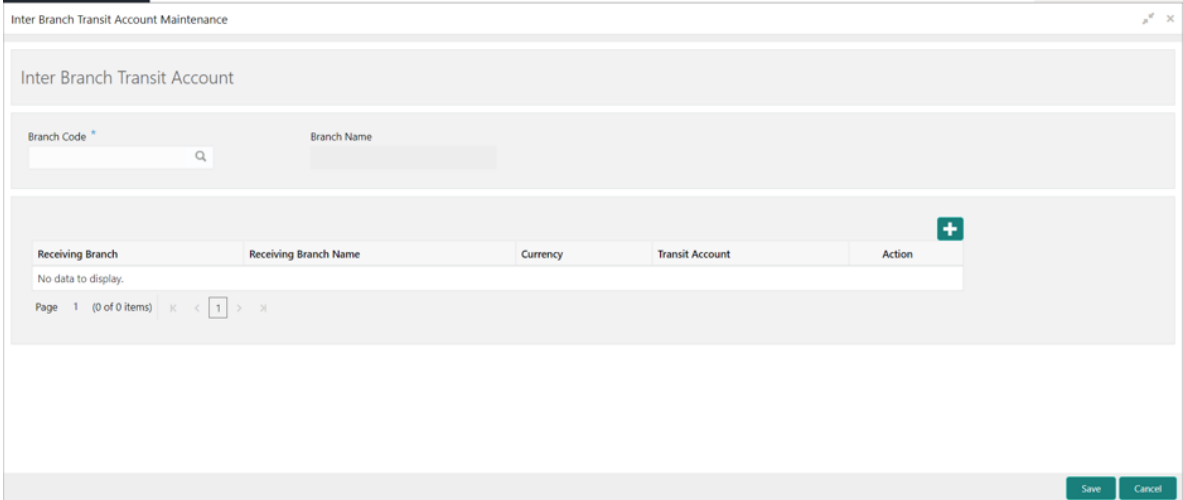 Inter Branch Transit Account Maintenance
Inter Branch Transit Account
Branch Code * Branch Name
Receiving Branch Receiving Branch Name Currency Transit Account Action
No data to display.
Page 1 (0 of 0 items) 1
Save Cancel